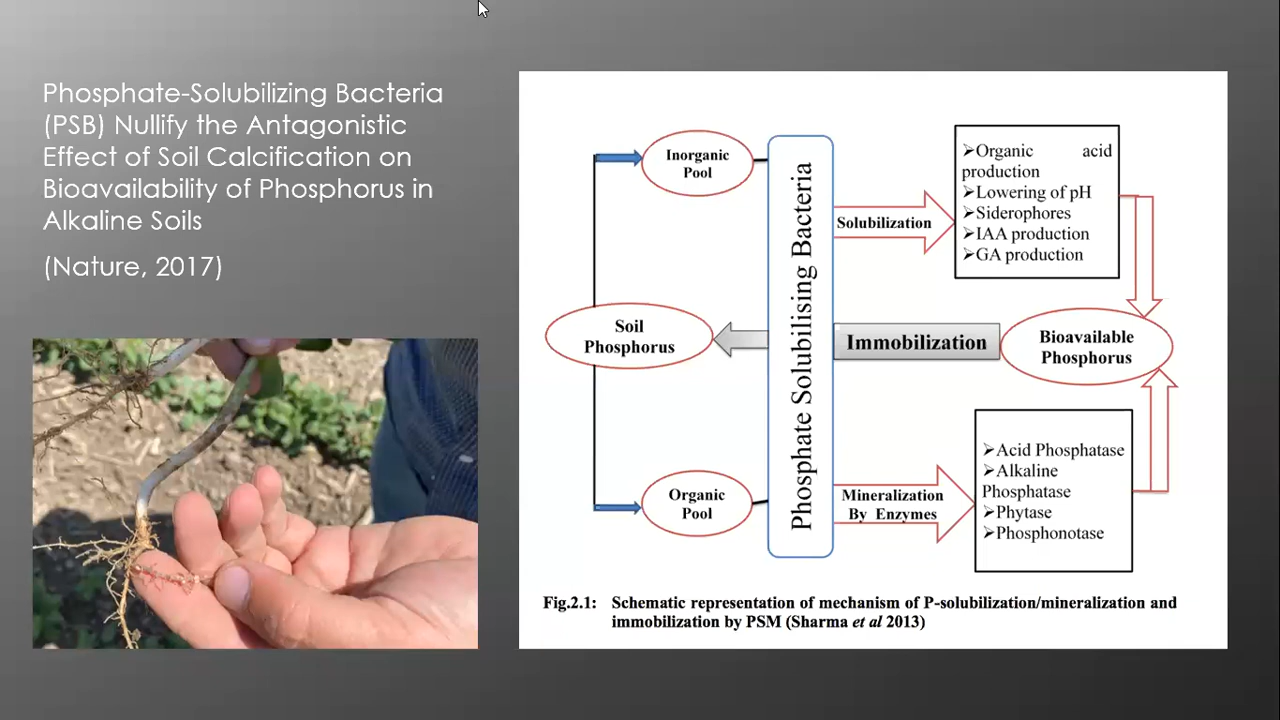 Phosphate-Solubilizing Bacteria
(PSB) Nullify the Antagonistic
Effect of Soil Calcification on
Bioavailability of Phosphorus in
Alkaline Soils
(Nature, 2017)
Inorganic
Pool
Soil
Phosphorus
Organic
Pool
Phosphate Solubilising Bacteria
Solubilization
➢Organic acid
production
➢Lowering of pH
➢Siderophores
➢IAA production
➢GA production
Immobilization
Bioavailable
Phosphorus
Mineralization
By Enzymes
➢Acid Phosphatase
➢Alkaline
Phosphatase
➢Phytase
➢Phosphonotase
Fig.2.1: Schematic representation of mechanism of P-solubilization/mineralization and
immobilization by PSM (Sharma et al 2013)